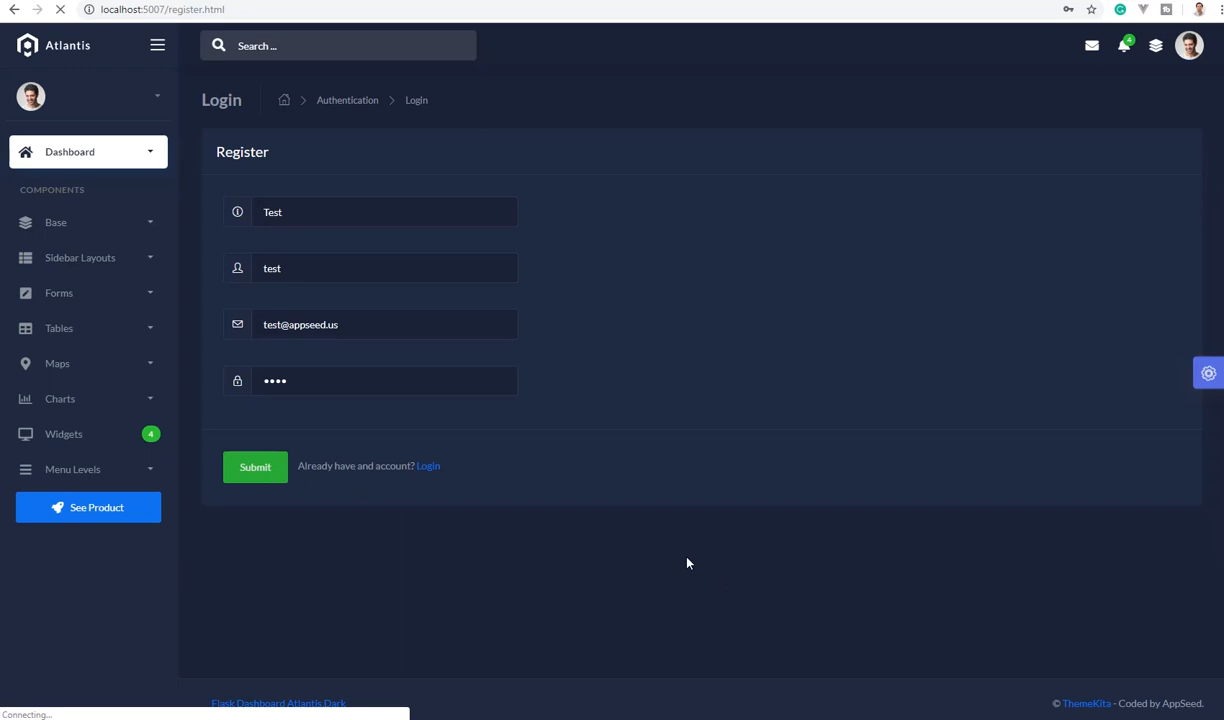 localhost:5007/register.html
Atlantis
Search ...
4
Login
Authentication
Login
Dashboard
Register
COMPONENTS
Base
Test
Sidebar Layouts
test
Forms
Tables
test@appseed.us
Maps
Charts
Widgets
4
Menu Levels
Submit
Already have and account? Login
See Product
Flask Dashboard Atlantis Dark
© ThemeKita - Coded by AppSeed.
Connecting...